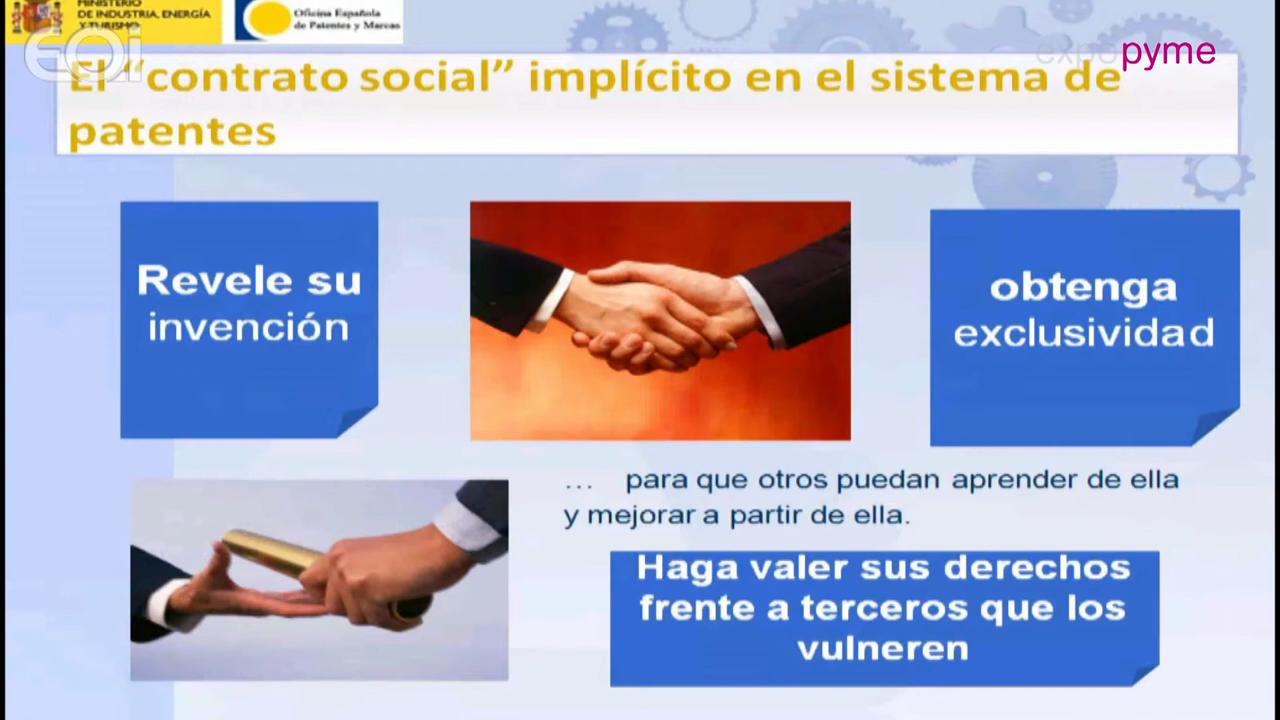 MINISTERIO
DE INDUSTRIA, ENERGÍA
Y TURISMO
Oficina Española
de Patentes y Marcas
EOi
expopyme
El “contrato social” implícito en el sistema de
patentes
Revele su
invención
obtenga
exclusividad
... para que otros puedan aprender de ella
y mejorar a partir de ella.
Haga valer sus derechos
frente a terceros que los
vulneren